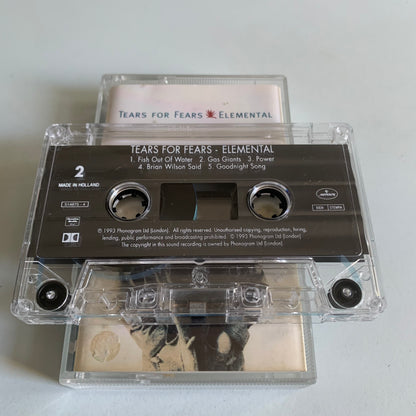 TEARS FOR FEARS ELEMENTAL
TEARS FOR FEARS - ELEMENTAL
1. Fish Out Of Water 2. Gas Giants 3. Power
4. Brian Wilson Said 5. Goodnight Song
2
MADE IN HOLLAND
514875 - 4
STEMRA
℗ 1993 Phonogram Ltd (London). All rights reserved. Unauthorised copying, reproduction, hiring,
lending, public performance and broadcasting prohibited. © 1993 Phonogram Ltd (London).
The copyright in this sound recording is owned by Phonogram Ltd (London)